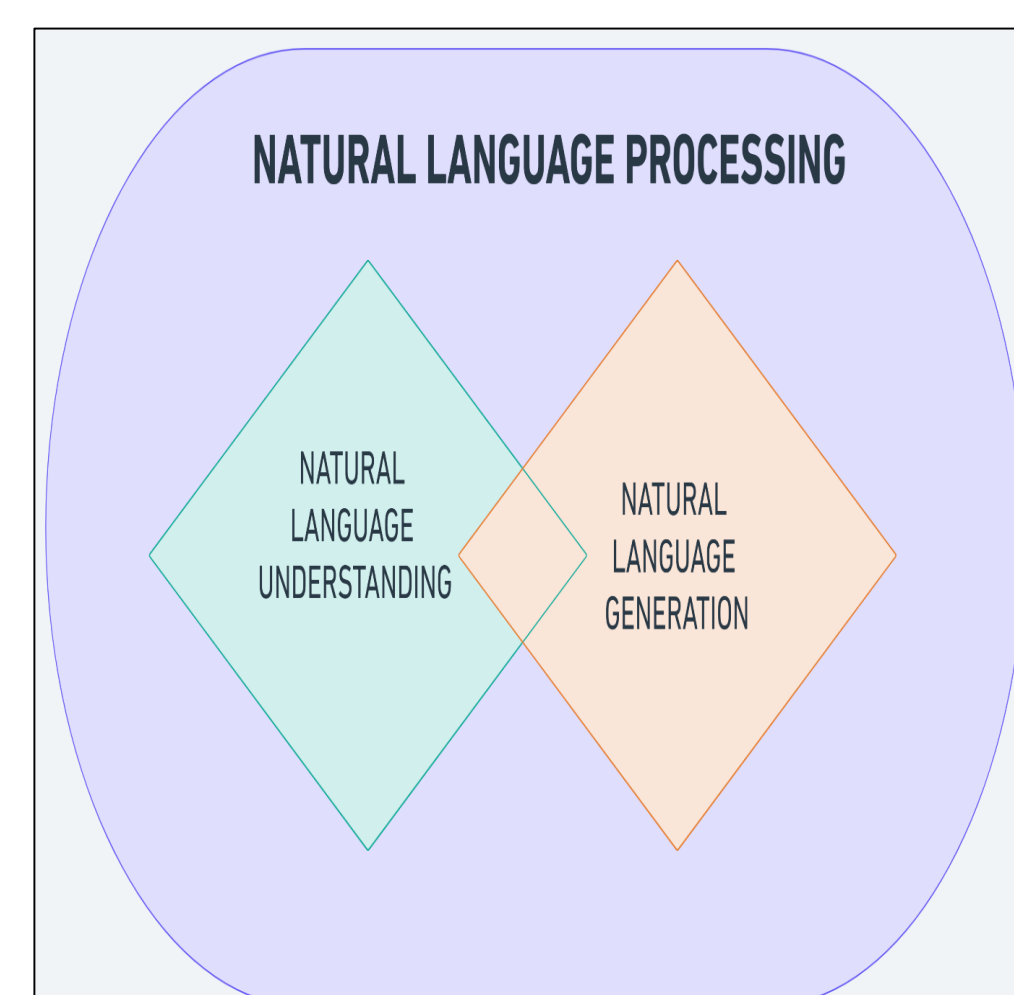 NATURAL LANGUAGE PROCESSING
NATURAL
LANGUAGE
UNDERSTANDING
NATURAL
LANGUAGE
GENERATION